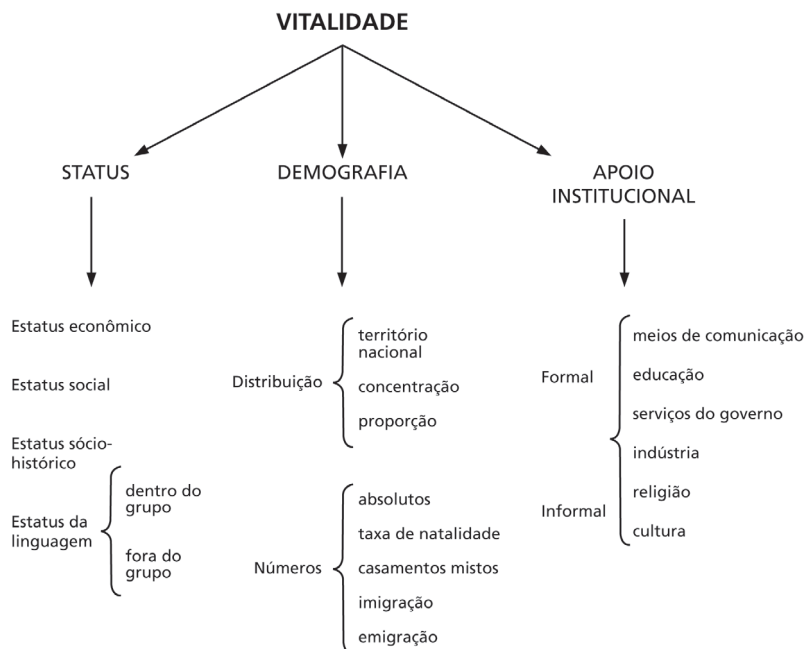 VITALIDADE
STATUS
DEMOGRAFIA
APOIO
INSTITUCIONAL
Estatus econômico
Estatus social
Estatus sócio-
histórico
Estatus da
linguagem
dentro do
grupo
fora do
grupo
Distribuição
território
nacional
concentração
proporção
Números
absolutos
taxa de natalidade
casamentos mistos
imigração
emigração
Formal
Informal
meios de comunicação
educação
serviços do governo
indústria
religião
cultura